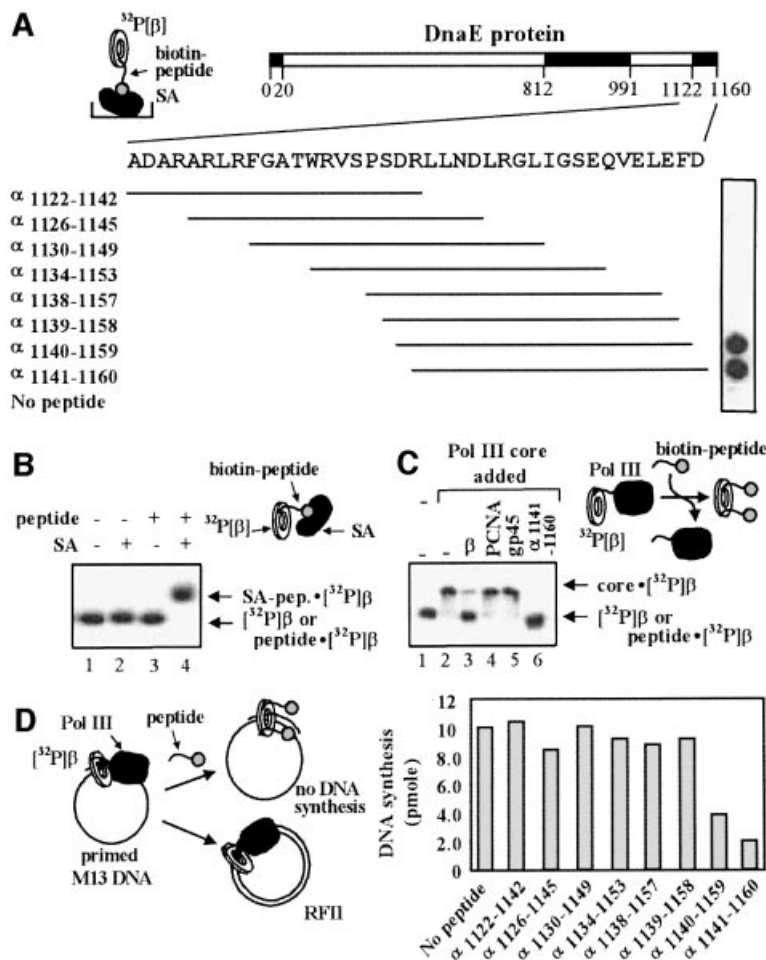 A
³²P[β]
biotin-
peptide
SA
DnaE protein
020 812 991 1122 1160
ADARARLRFGATWRVSPSDRLLNDLRGLIGSEQVELEFD
α 1122-1142
α 1126-1145
α 1130-1149
α 1134-1153
α 1138-1157
α 1139-1158
α 1140-1159
α 1141-1160
No peptide
B
biotin-peptide
peptide - - + +
SA - + - +
³²P[β]
SA
SA-pep.•[³²P]β
[³²P]β or
peptide•[³²P]β
1 2 3 4
C
Pol III core
added
- - β PCNA gp45 α 1141-1160
-
biotin-peptide
Pol III
³²P[β]
core•[³²P]β
[³²P]β or
peptide•[³²P]β
1 2 3 4 5 6
D
Pol III
peptide
[³²P]β
primed
M13 DNA
no DNA
synthesis
RFII
DNA synthesis
(pmole)
12
10
8.0
6.0
4.0
2.0
0.0
No peptide
α 1122-1142
α 1126-1145
α 1130-1149
α 1134-1153
α 1138-1157
α 1139-1158
α 1140-1159
α 1141-1160